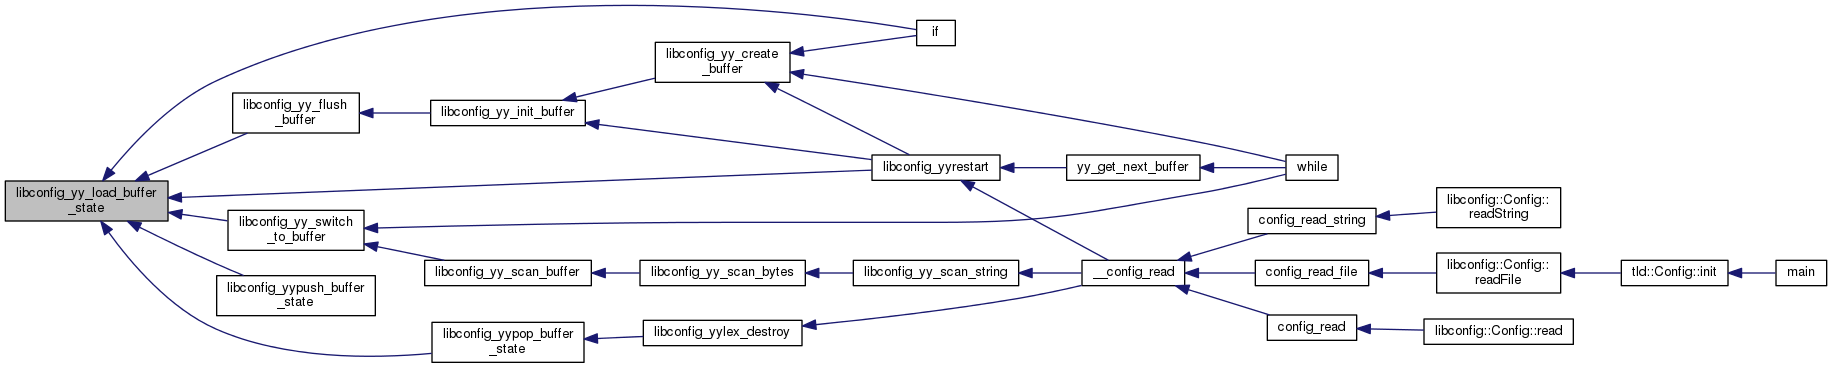 libconfig_yy_load_buffer
_state
if
libconfig_yy_flush
_buffer
libconfig_yy_init_buffer
libconfig_yy_create
_buffer
libconfig_yyrestart
yy_get_next_buffer
while
libconfig_yy_switch
_to_buffer
libconfig_yy_scan_buffer
libconfig_yy_scan_bytes
libconfig_yy_scan_string
__config_read
config_read_string
libconfig::Config::
readString
config_read_file
libconfig::Config::
readFile
tld::Config::init
main
config_read
libconfig::Config::read
libconfig_yypush_buffer
_state
libconfig_yypop_buffer
_state
libconfig_yylex_destroy